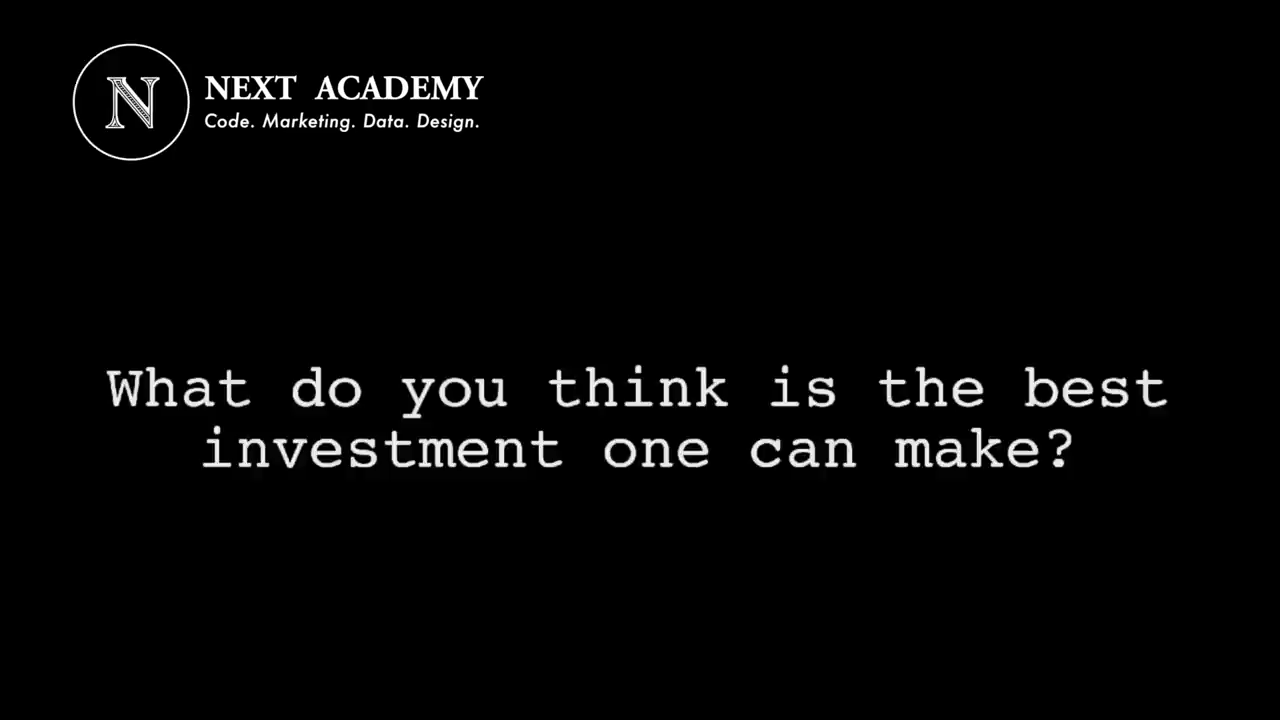 N
NEXT ACADEMY
Code. Marketing. Data. Design.
What do you think is the best
investment one can make?